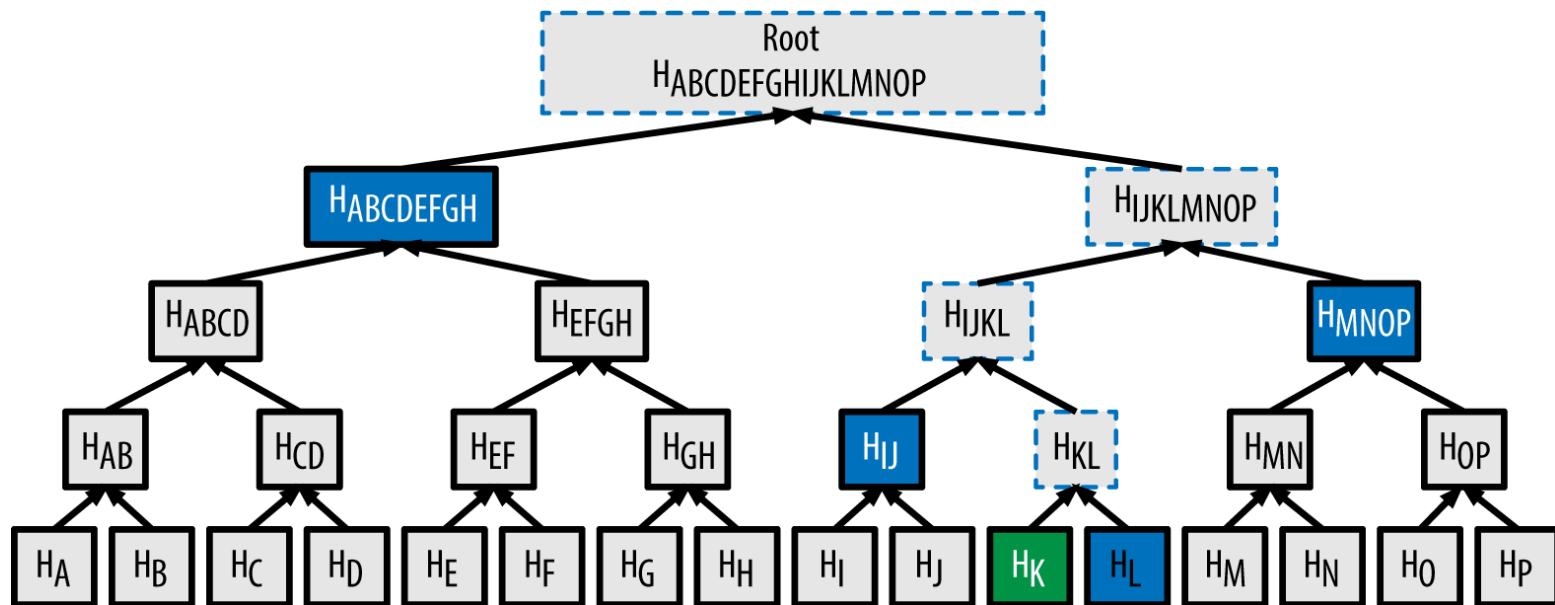 Root
HABCDEFGHIJKLMNOP
HABCDEFGH
HIJKLMNOP
HABCD
HEFGH
HIJKL
HMNOP
HAB
HCD
HEF
HGH
HIJ
HKL
HMN
HOP
HA
HB
HC
HD
HE
HF
HG
HH
HI
HJ
HK
HL
HM
HN
HO
HP